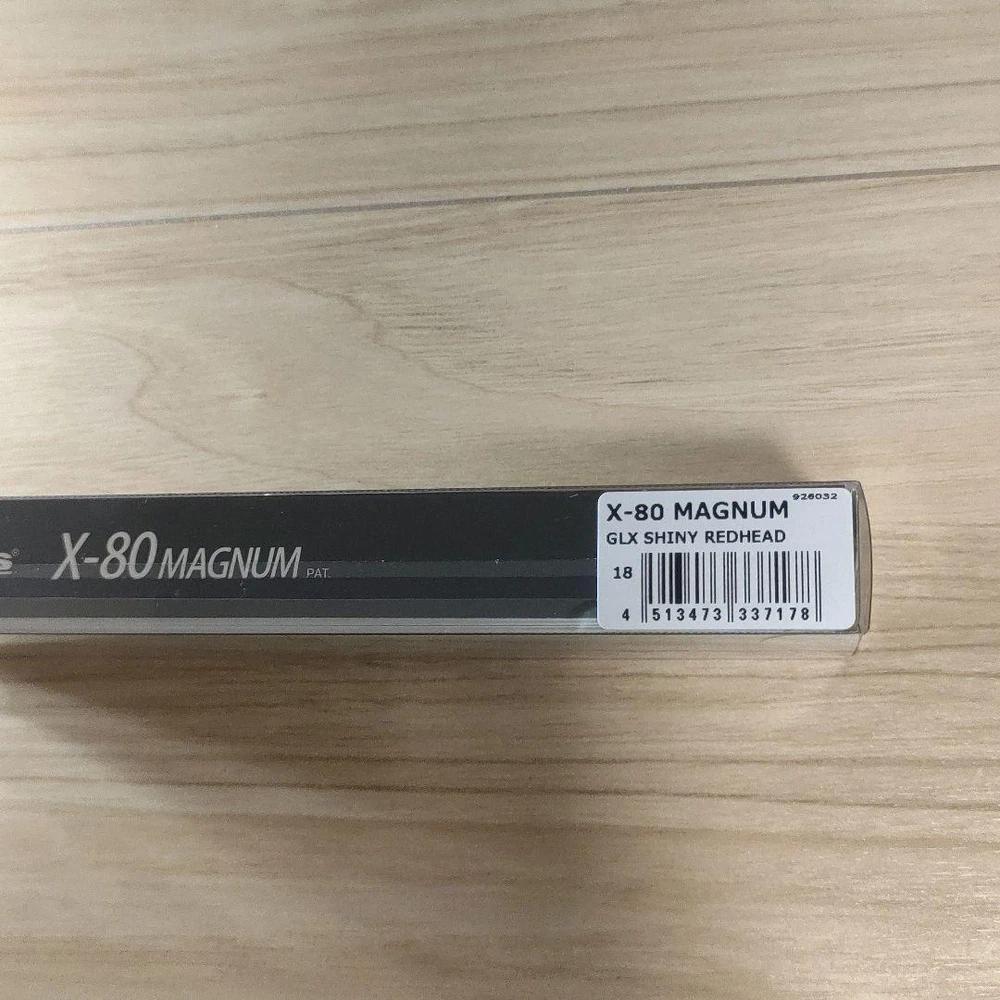 X-80 MAGNUM PAT.
926032
X-80 MAGNUM
GLX SHINY REDHEAD
18
4 513473 337178